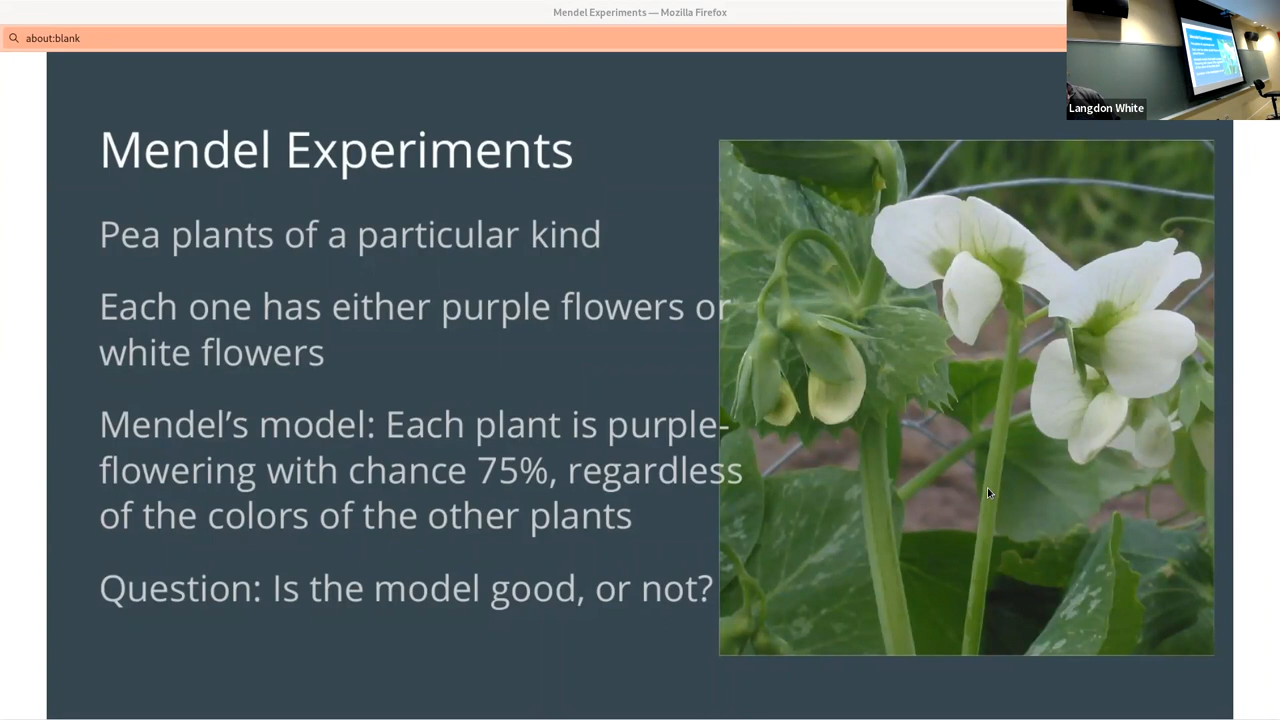 Mendel Experiments — Mozilla Firefox
about:blank
Langdon White
Mendel Experiments
Pea plants of a particular kind
Each one has either purple flowers or
white flowers
Mendel’s model: Each plant is purple-
flowering with chance 75%, regardless
of the colors of the other plants
Question: Is the model good, or not?